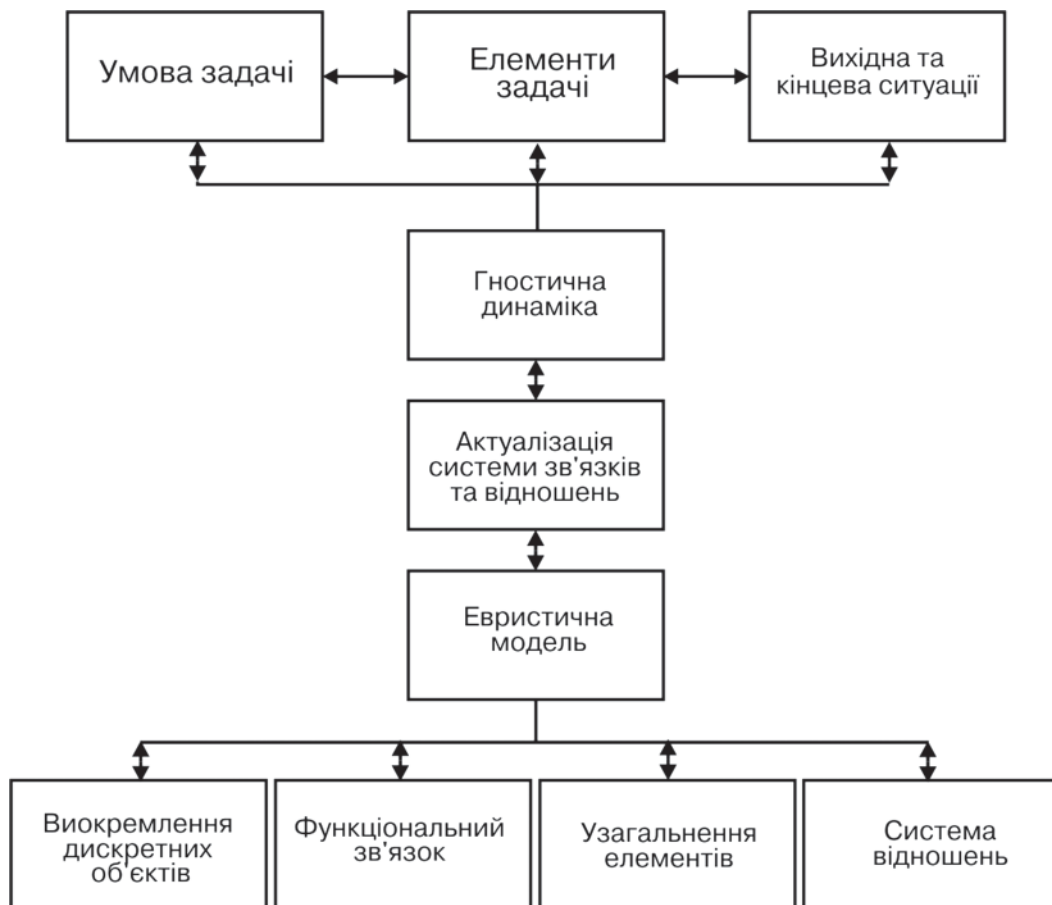 Умова задачі
Елементи
задачі
Вихідна та
кінцева ситуації
Гностична
динаміка
Актуалізація
системи зв'язків
та відношень
Евристична
модель
Виокремлення
дискретних
об'єктів
Функціональний
зв'язок
Узагальнення
елементів
Система
відношень